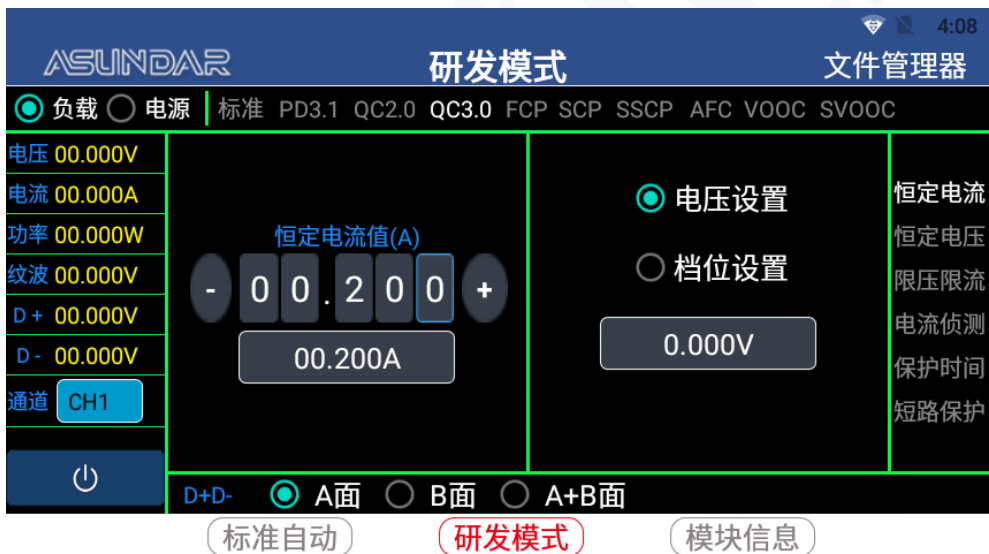 4:08
ASUNDAR 研发模式 文件管理器
负载 电源 标准 PD3.1 QC2.0 QC3.0 FCP SCP SSCP AFC VOOC SVOOC
电压 00.000V
电流 00.000A
功率 00.000W
纹波 00.000V
D+ 00.000V
D- 00.000V
通道 CH1
恒定电流值(A)
- 0 0 . 2 0 0 +
00.200A
电压设置
档位设置
0.000V
恒定电流
恒定电压
限压限流
电流侦测
保护时间
短路保护
D+D- A面 B面 A+B面
标准自动 研发模式 模块信息